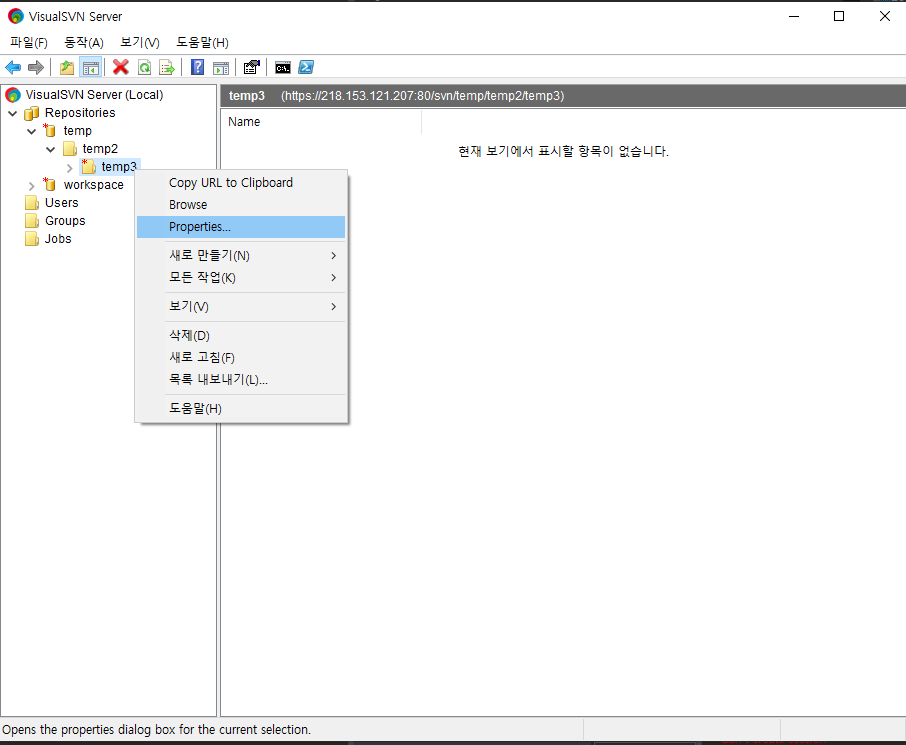 VisualSVN Server
파일(F) 동작(A) 보기(V) 도움말(H)
VisualSVN Server (Local)
Repositories
temp
temp2
temp3
workspace
Users
Groups
Jobs
temp3 (https://218.153.121.207:80/svn/temp/temp2/temp3)
Name
현재 보기에서 표시할 항목이 없습니다.
Copy URL to Clipboard
Browse
Properties...
새로 만들기(N)
모든 작업(K)
보기(V)
삭제(D)
새로 고침(F)
목록 내보내기(L)...
도움말(H)
Opens the properties dialog box for the current selection.